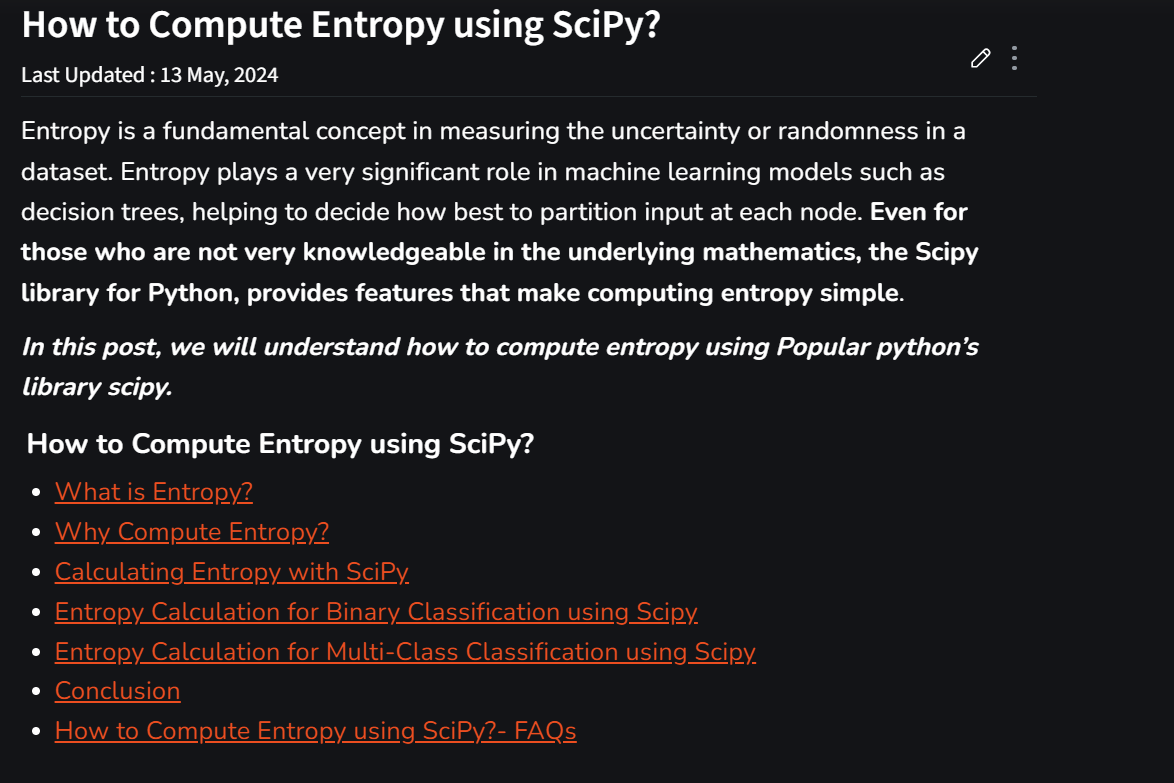 How to Compute Entropy using SciPy?
Last Updated : 13 May, 2024
Entropy is a fundamental concept in measuring the uncertainty or randomness in a
dataset. Entropy plays a very significant role in machine learning models such as
decision trees, helping to decide how best to partition input at each node. Even for
those who are not very knowledgeable in the underlying mathematics, the Scipy
library for Python, provides features that make computing entropy simple.
In this post, we will understand how to compute entropy using Popular python’s
library scipy.
How to Compute Entropy using SciPy?
• What is Entropy?
• Why Compute Entropy?
• Calculating Entropy with SciPy
• Entropy Calculation for Binary Classification using Scipy
• Entropy Calculation for Multi-Class Classification using Scipy
• Conclusion
• How to Compute Entropy using SciPy?- FAQs